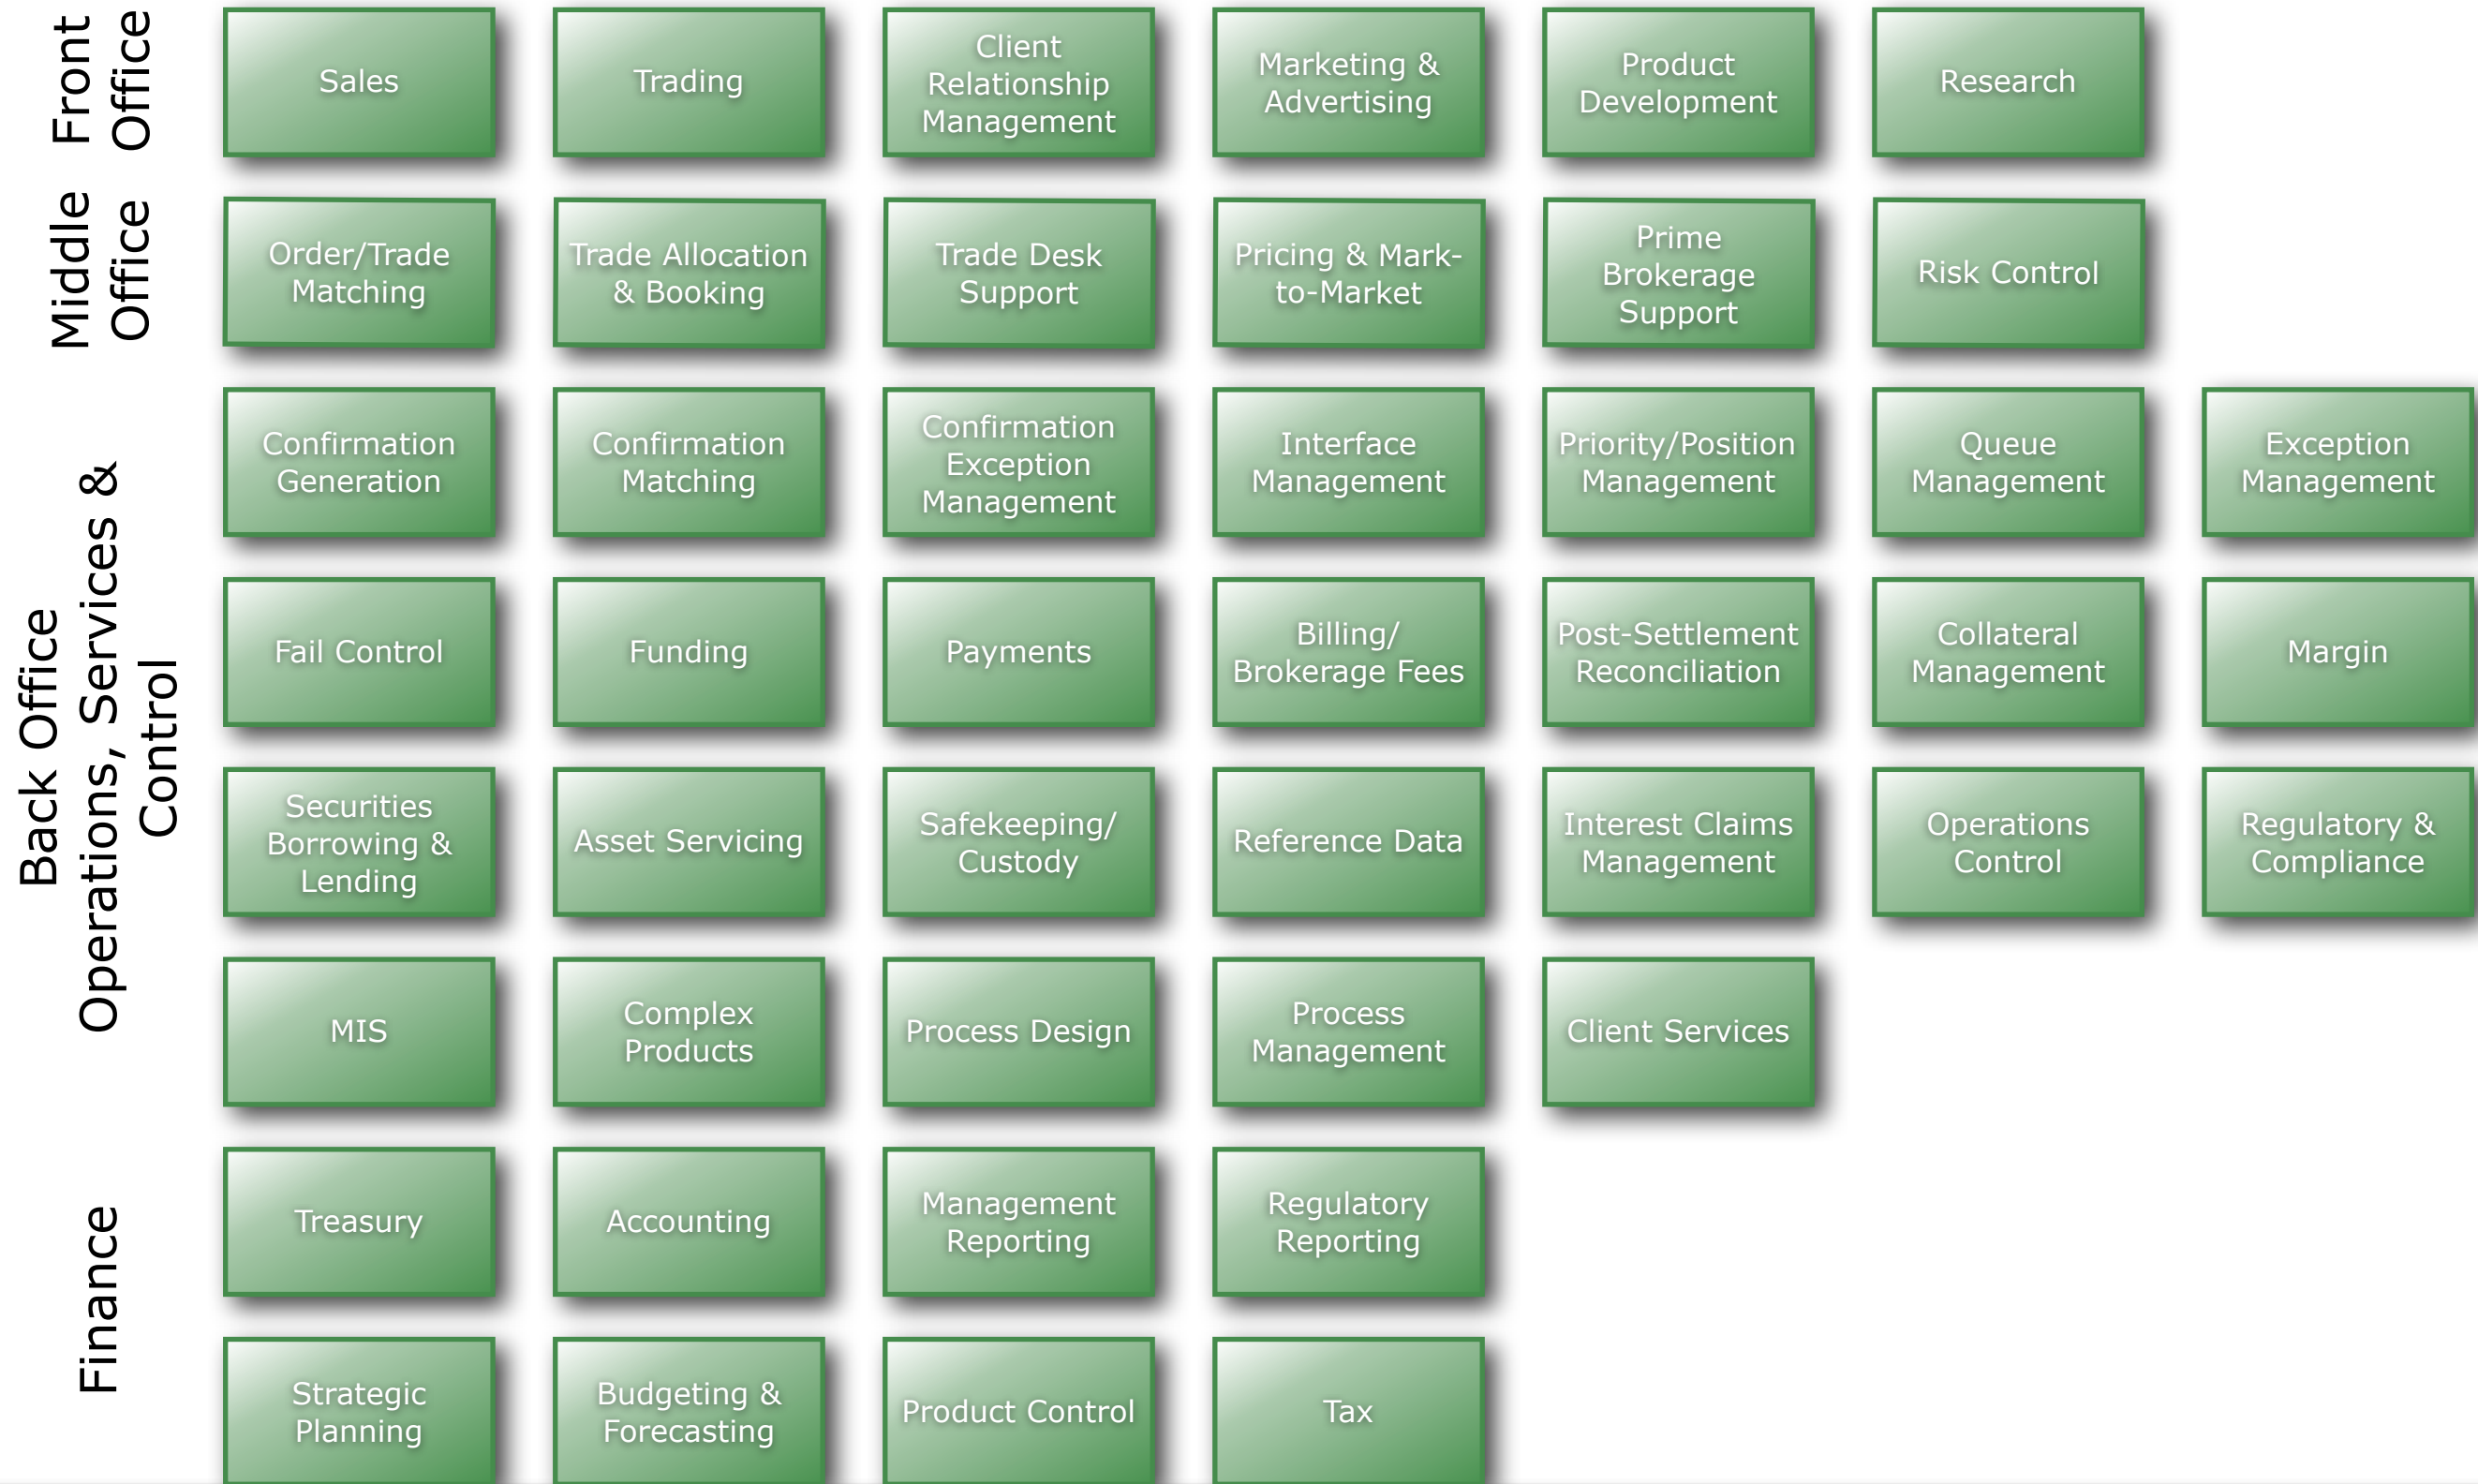 Front
Office
Sales
Trading
Client
Relationship
Management
Marketing &
Advertising
Product
Development
Research
Middle
Office
Order/Trade
Matching
Trade Allocation
& Booking
Trade Desk
Support
Pricing & Mark-
to-Market
Prime
Brokerage
Support
Risk Control
Back Office
Operations, Services &
Control
Confirmation
Generation
Confirmation
Matching
Confirmation
Exception
Management
Interface
Management
Priority/Position
Management
Queue
Management
Exception
Management
Fail Control
Funding
Payments
Billing/
Brokerage Fees
Post-Settlement
Reconciliation
Collateral
Management
Margin
Securities
Borrowing &
Lending
Asset Servicing
Safekeeping/
Custody
Reference Data
Interest Claims
Management
Operations
Control
Regulatory &
Compliance
MIS
Complex
Products
Process Design
Process
Management
Client Services
Finance
Treasury
Accounting
Management
Reporting
Regulatory
Reporting
Strategic
Planning
Budgeting &
Forecasting
Product Control
Tax